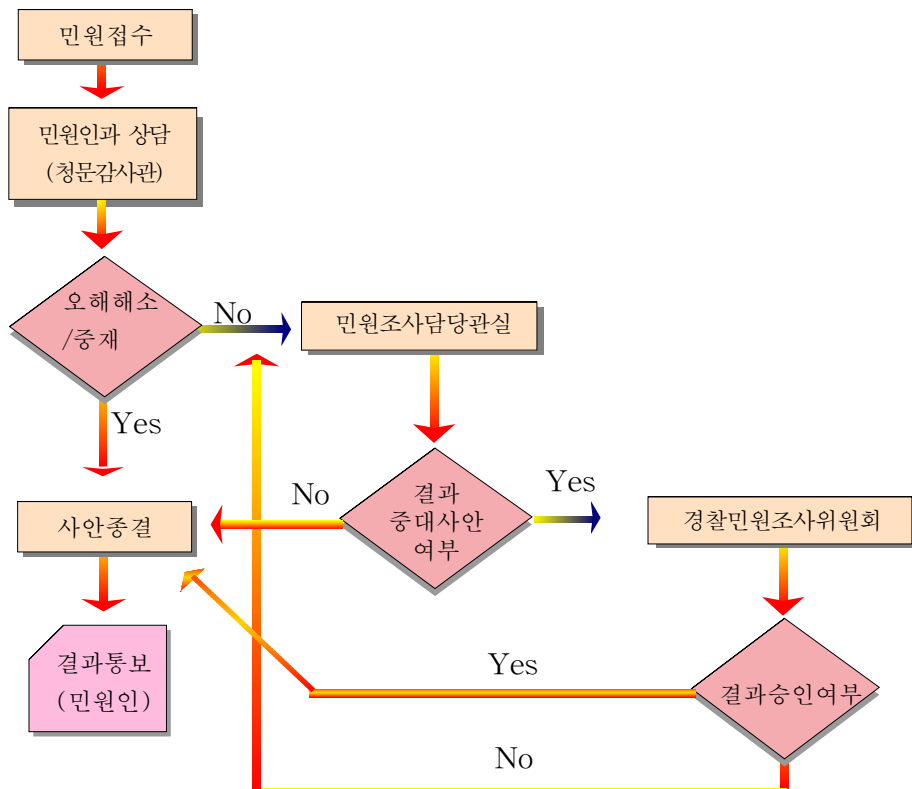 민원접수
민원인과 상담
(청문감사관)
오해해소
/중재
No
민원조사담당관실
Yes
No
결과
중대사안
여부
Yes
사안종결
경찰민원조사위원회
결과통보
(민원인)
Yes
결과승인여부
No